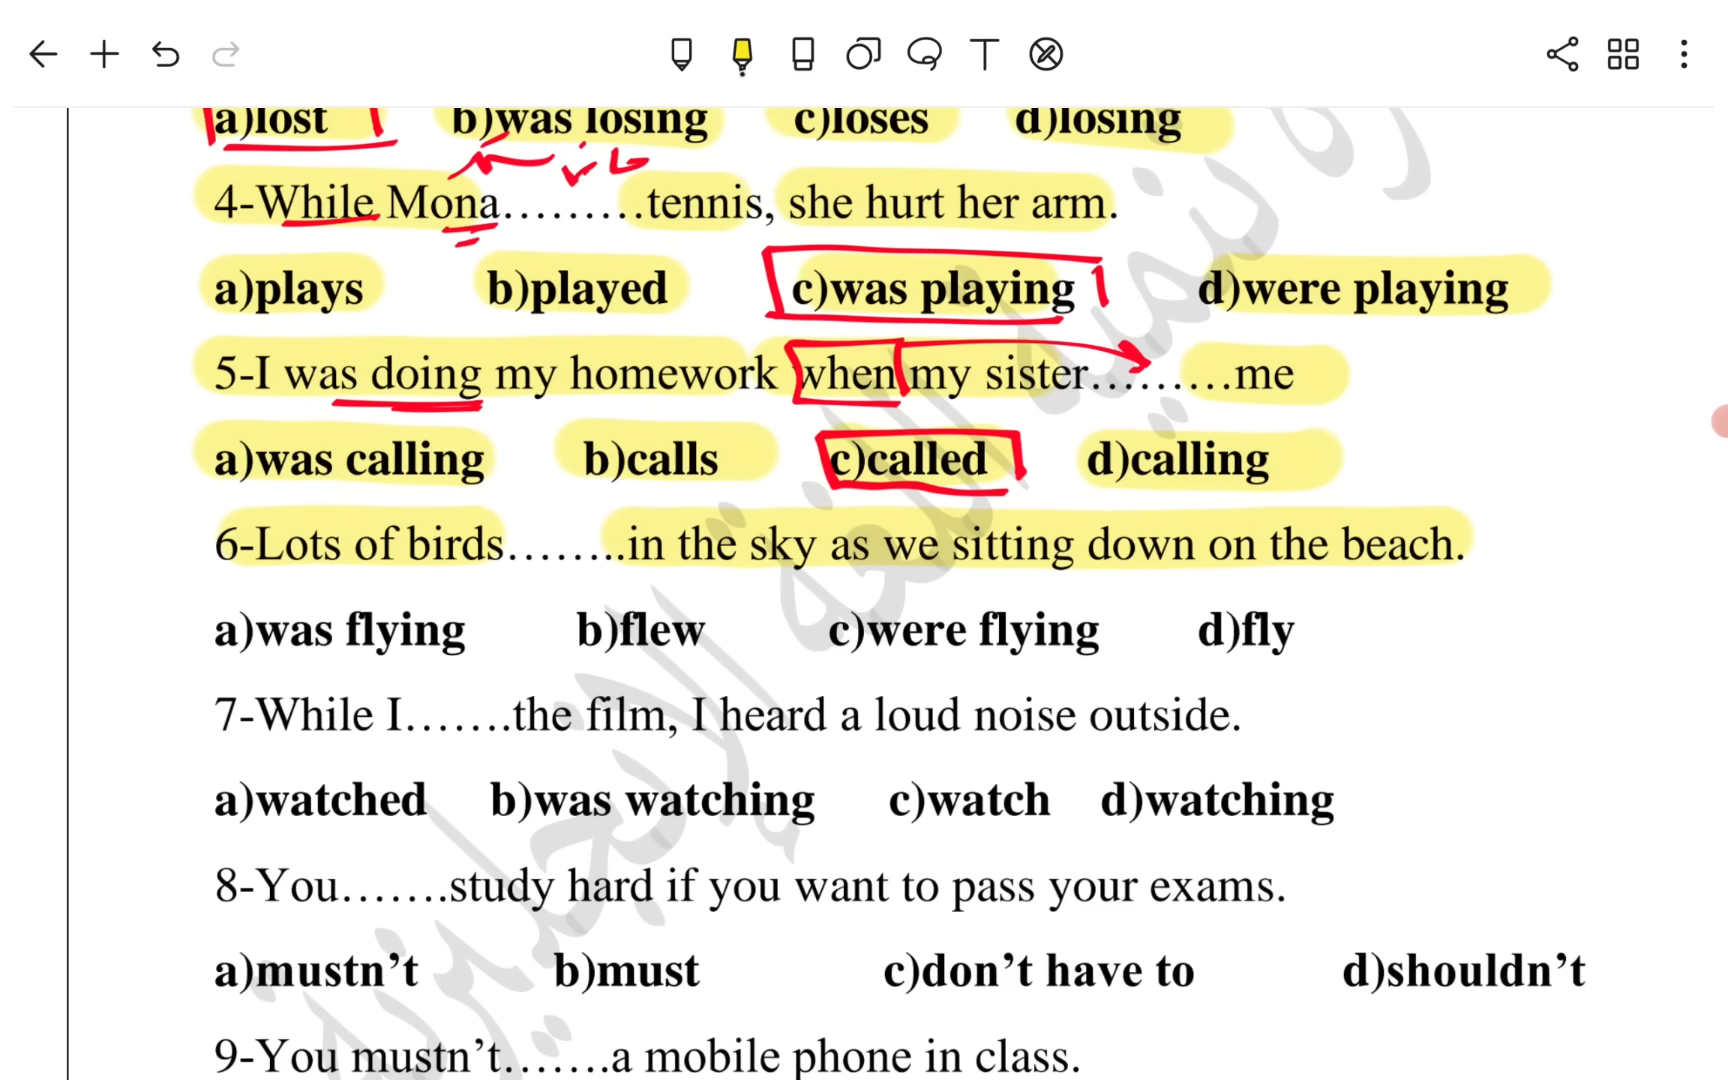 a)lost b)was losing c)loses d)losing
4-While Mona.........tennis, she hurt her arm.
a)plays b)played c)was playing d)were playing
5-I was doing my homework when my sister.........me
a)was calling b)calls c)called d)calling
6-Lots of birds........in the sky as we sitting down on the beach.
a)was flying b)flew c)were flying d)fly
7-While I.......the film, I heard a loud noise outside.
a)watched b)was watching c)watch d)watching
8-You.......study hard if you want to pass your exams.
a)mustn’t b)must c)don’t have to d)shouldn’t
9-You mustn’t.......a mobile phone in class.